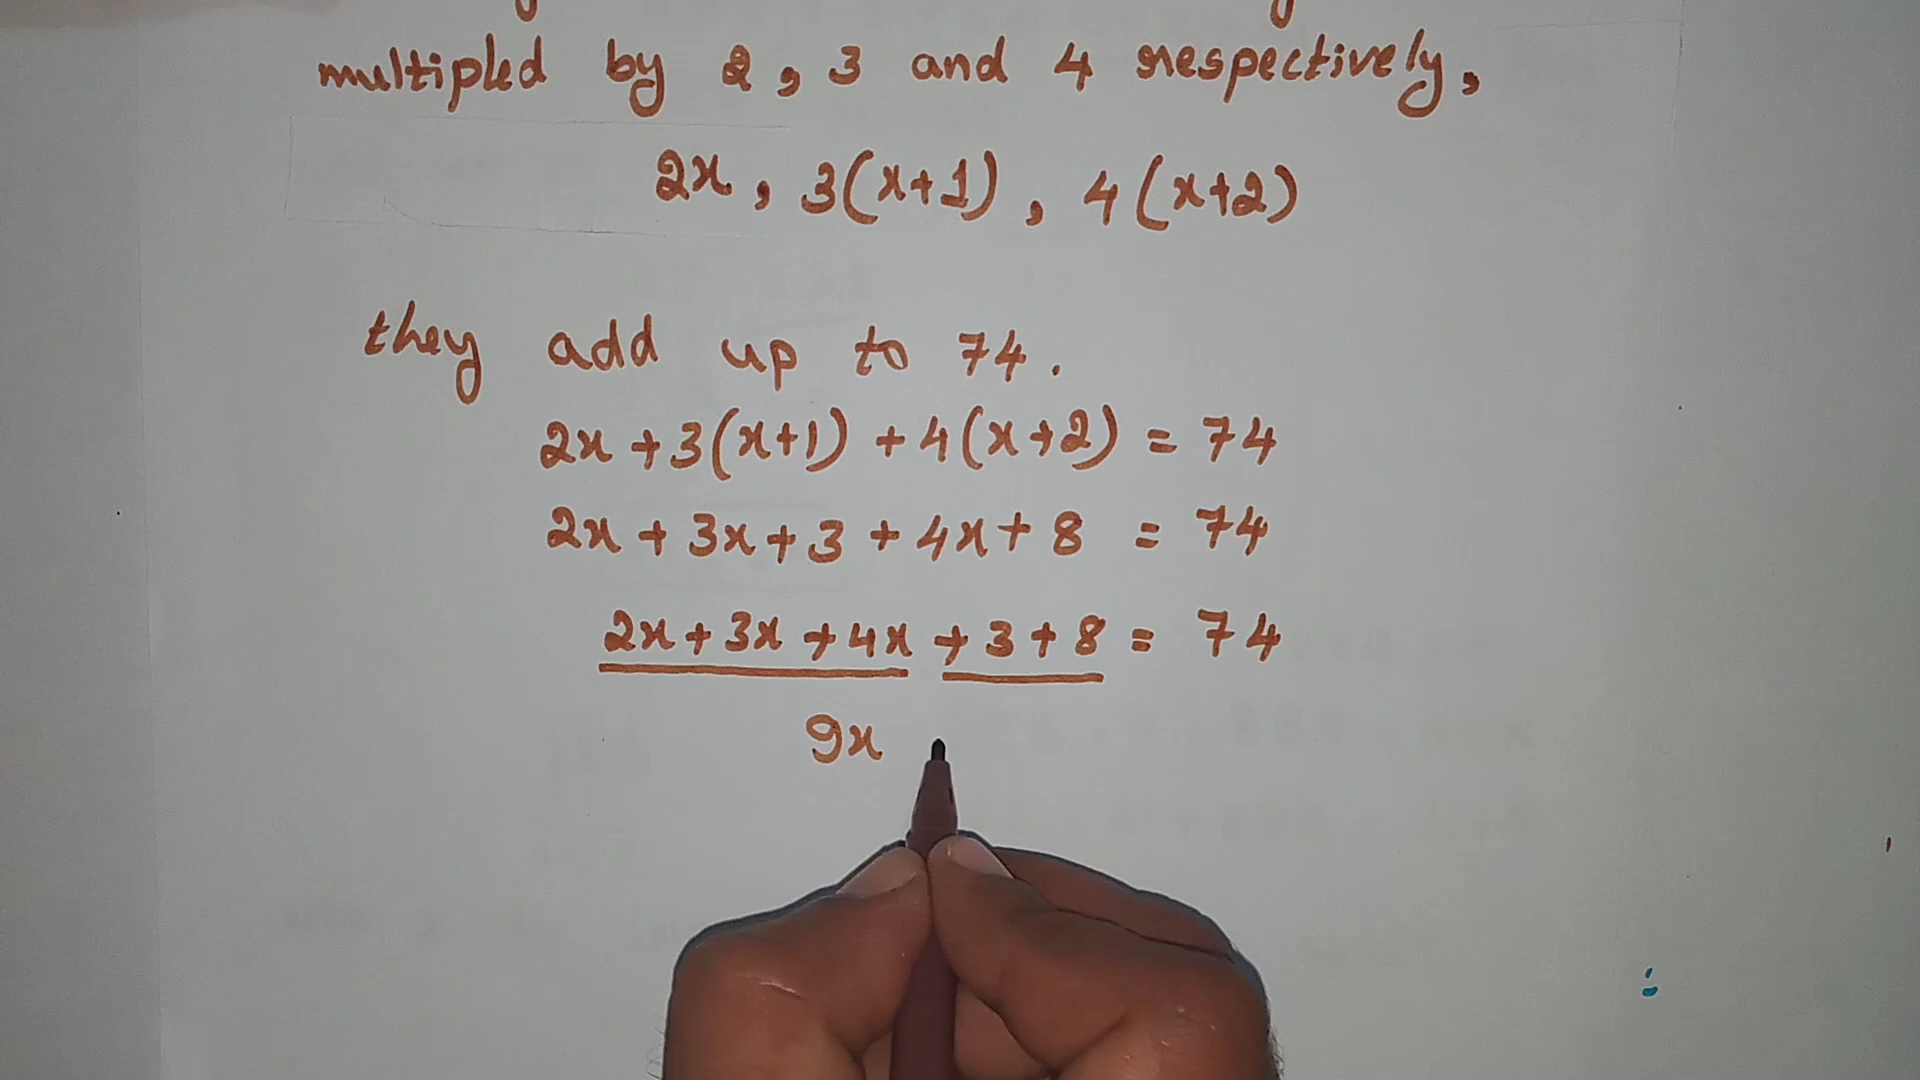 multipled by 2, 3 and 4 respectively,
2x, 3(x+1), 4(x+2)
they add up to 74.
2x+3(x+1)+4(x+2) = 74
2x+3x+3+4x+8 = 74
2x+3x+4x+3+8 = 74
9x